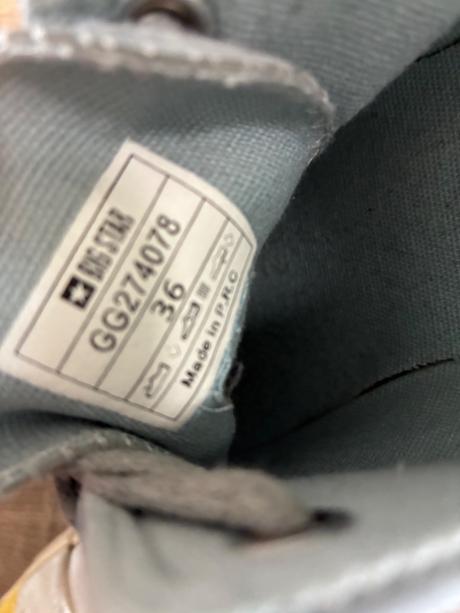 BIG STAR
GG274078
36
Made in P.R.C